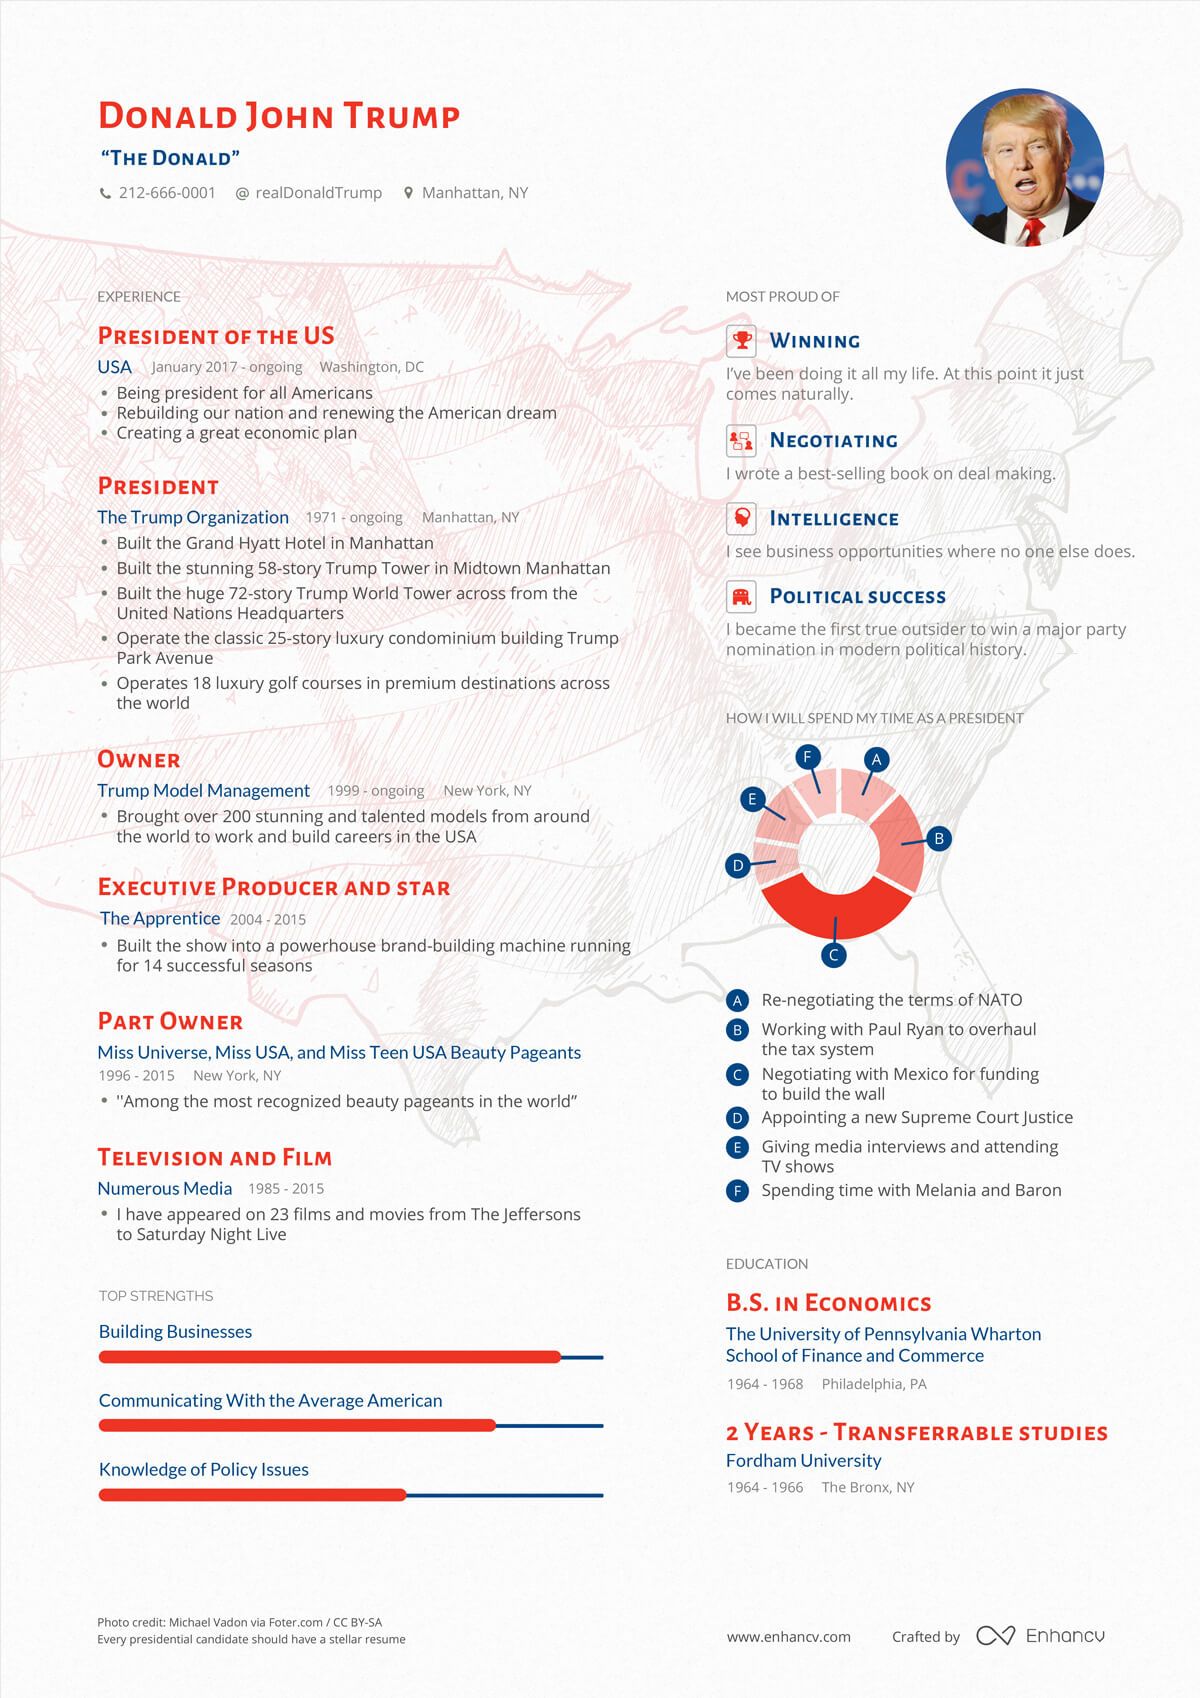 Donald John Trump
“The Donald”
212-666-0001 @ realDonaldTrump Manhattan, NY
EXPERIENCE
President of the US
USA January 2017 - ongoing Washington, DC
• Being president for all Americans
• Rebuilding our nation and renewing the American dream
• Creating a great economic plan
President
The Trump Organization 1971 - ongoing Manhattan, NY
• Built the Grand Hyatt Hotel in Manhattan
• Built the stunning 58-story Trump Tower in Midtown Manhattan
• Built the huge 72-story Trump World Tower across from the
United Nations Headquarters
• Operate the classic 25-story luxury condominium building Trump
Park Avenue
• Operates 18 luxury golf courses in premium destinations across
the world
Owner
Trump Model Management 1999 - ongoing New York, NY
• Brought over 200 stunning and talented models from around
the world to work and build careers in the USA
Executive Producer and star
The Apprentice 2004 - 2015
• Built the show into a powerhouse brand-building machine running
for 14 successful seasons
Part Owner
Miss Universe, Miss USA, and Miss Teen USA Beauty Pageants
1996 - 2015 New York, NY
• ''Among the most recognized beauty pageants in the world”
Television and Film
Numerous Media 1985 - 2015
• I have appeared on 23 films and movies from The Jeffersons
to Saturday Night Live
TOP STRENGTHS
Building Businesses
Communicating With the Average American
Knowledge of Policy Issues
MOST PROUD OF
Winning
I’ve been doing it all my life. At this point it just
comes naturally.
Negotiating
I wrote a best-selling book on deal making.
Intelligence
I see business opportunities where no one else does.
Political success
I became the first true outsider to win a major party
nomination in modern political history.
HOW I WILL SPEND MY TIME AS A PRESIDENT
F
A
E
B
D
C
A Re-negotiating the terms of NATO
B Working with Paul Ryan to overhaul
the tax system
C Negotiating with Mexico for funding
to build the wall
D Appointing a new Supreme Court Justice
E Giving media interviews and attending
TV shows
F Spending time with Melania and Baron
EDUCATION
B.S. in Economics
The University of Pennsylvania Wharton
School of Finance and Commerce
1964 - 1968 Philadelphia, PA
2 Years - Transferrable studies
Fordham University
1964 - 1966 The Bronx, NY
Photo credit: Michael Vadon via Foter.com / CC BY-SA
Every presidential candidate should have a stellar resume
www.enhancv.com Crafted by Enhancv